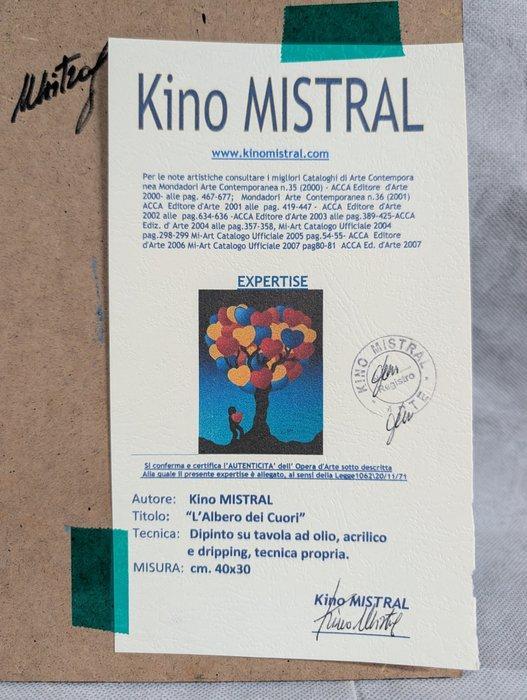 Mistral
Kino MISTRAL
www.kinomistral.com
Per le note artistiche consultare i migliori Cataloghi di Arte Contempora
nea Mondadori Arte Contemporanea n.35 (2000) - ACCA Editore d'Arte
2000- alle pag. 467-677; Mondadori Arte Contemporanea n.36 (2001)
ACCA Editore d'Arte 2001 alle pag. 419-447 - ACCA Editore d'Arte
2002 alle pag.634-636 -ACCA Editore d'Arte 2003 alle pag.389-425-ACCA
Ediz. d' Arte 2004 alle pag.357-358, Mi-Art Catalogo Ufficiale 2004
pag.298-299 Mi-Art Catalogo Ufficiale 2005 pag.54-55- ACCA Editore
d'Arte 2006 Mi-Art Catalogo Ufficiale 2007 pag80-81 ACCA Ed. d'Arte 2007
EXPERTISE
KINO MISTRAL
Registro
Si conferma e certifica l'AUTENTICITA' dell' Opera d'Arte sotto descritta
Alla quale il presente expertise è allegato, ai sensi della Legge1062\20/11/71
Autore: Kino MISTRAL
Titolo: "L'Albero dei Cuori"
Tecnica: Dipinto su tavola ad olio, acrilico
e dripping, tecnica propria.
MISURA: cm. 40x30
Kino MISTRAL
Kino Mistral